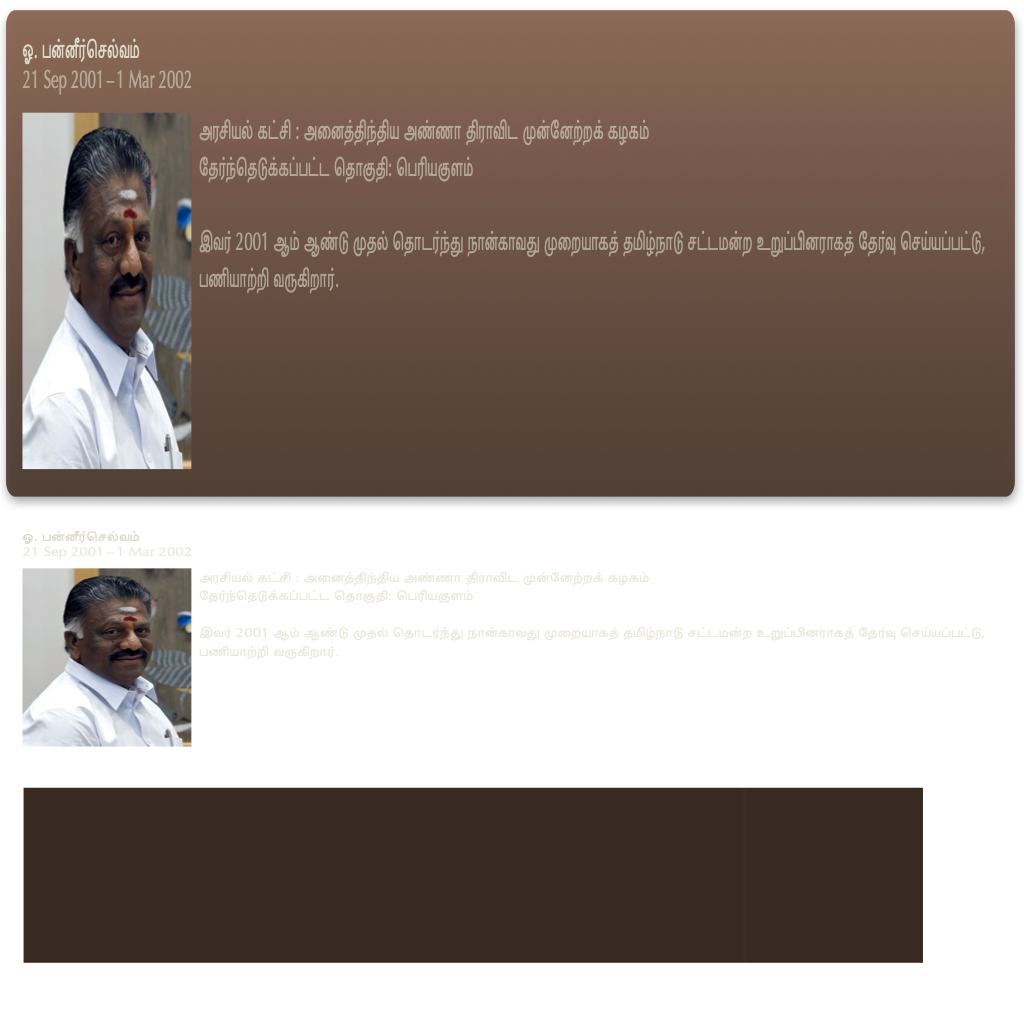 ஓ. பன்னீர்செல்வம்
21 Sep 2001 – 1 Mar 2002
அரசியல் கட்சி : அனைத்திந்திய அண்ணா திராவிட முன்னேற்றக் கழகம்
தேர்ந்தெடுக்கப்பட்ட தொகுதி: பெரியகுளம்
இவர் 2001 ஆம் ஆண்டு முதல் தொடர்ந்து நான்காவது முறையாகத் தமிழ்நாடு சட்டமன்ற உறுப்பினராகத் தேர்வு செய்யப்பட்டு,
பணியாற்றி வருகிறார்.
ஓ. பன்னீர்செல்வம்
21 Sep 2001 – 1 Mar 2002
அரசியல் கட்சி : அனைத்திந்திய அண்ணா திராவிட முன்னேற்றக் கழகம்
தேர்ந்தெடுக்கப்பட்ட தொகுதி: பெரியகுளம்
இவர் 2001 ஆம் ஆண்டு முதல் தொடர்ந்து நான்காவது முறையாகத் தமிழ்நாடு சட்டமன்ற உறுப்பினராகத் தேர்வு செய்யப்பட்டு,
பணியாற்றி வருகிறார்.